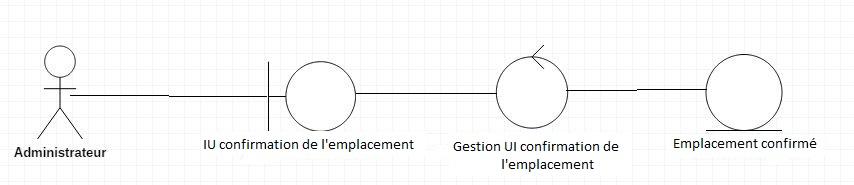 Administrateur
IU confirmation de l'emplacement
Gestion UI confirmation de
l'emplacement
Emplacement confirmé